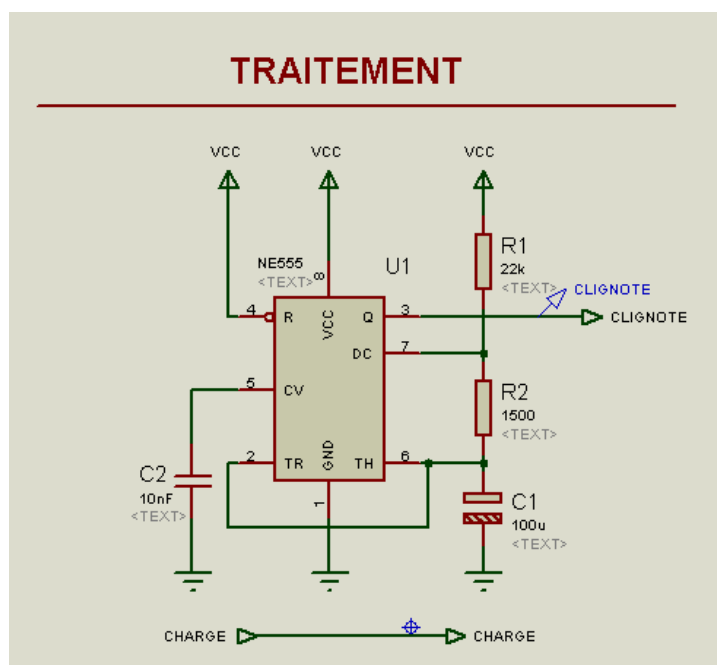 TRAITEMENT
VCC
VCC
VCC
R1
22k
<TEXT>
NE555
<TEXT>
8
U1
CLIGNOTE
4
R
VCC
Q
3
CLIGNOTE
DC
7
5
CV
R2
1500
<TEXT>
2
TR
GND
TH
6
C2
10nF
<TEXT>
1
C1
100u
<TEXT>
CHARGE
CHARGE